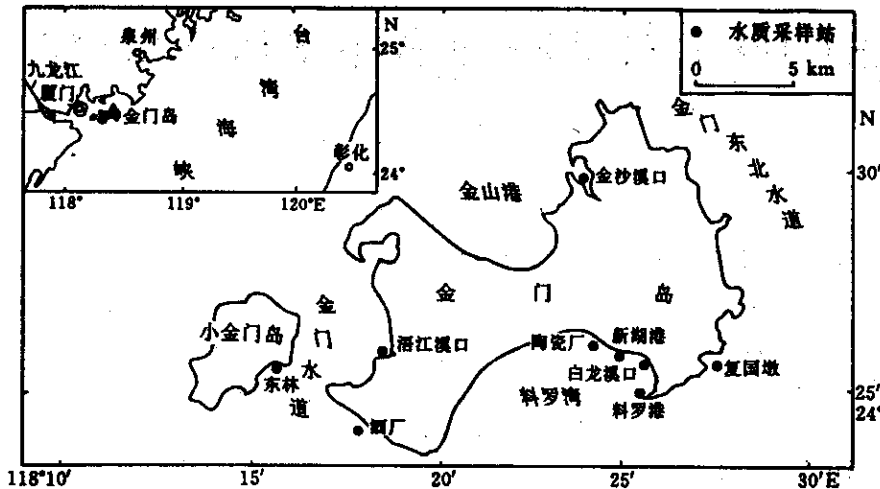 N
泉州
台
湾
海
峡
25°
九龙江
厦门
金门岛
彰化
24°
118°
119°
120°E
水质采样站
0 5 km
N
金门东北水道
30′
金山港
金沙溪口
金门岛
小金门岛
金门水道
浯江溪口
东林
酒厂
陶瓷厂
新湖港
白龙溪口
复国墩
料罗湾
料罗港
25′
24°
118°10′
15′
20′
25′
30′E